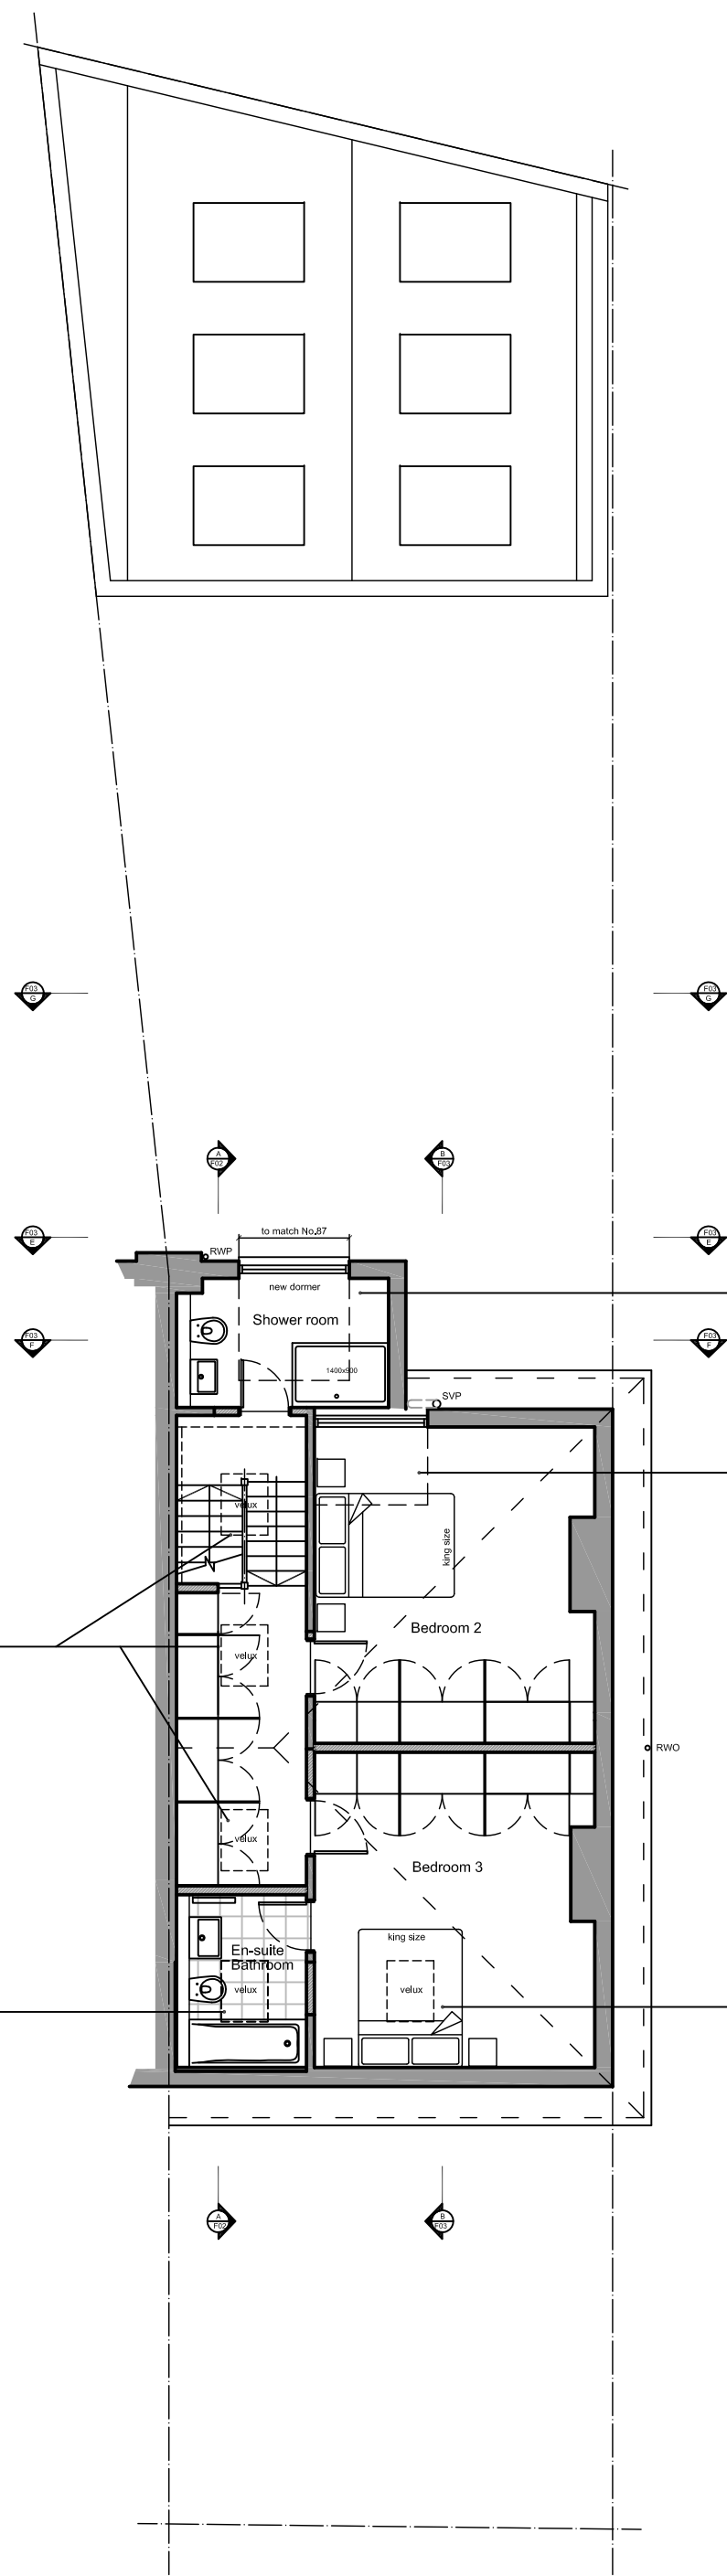 F03
G
F03
G
A
F02
B
F03
F03
E
to match No.87
RWP
F03
E
new dormer
Shower room
F03
F
F03
F
1400x900
SVP
velux
king size
Bedroom 2
velux
RWO
velux
Bedroom 3
king size
En-suite
Bathroom
velux
velux
A
F02
B
F03